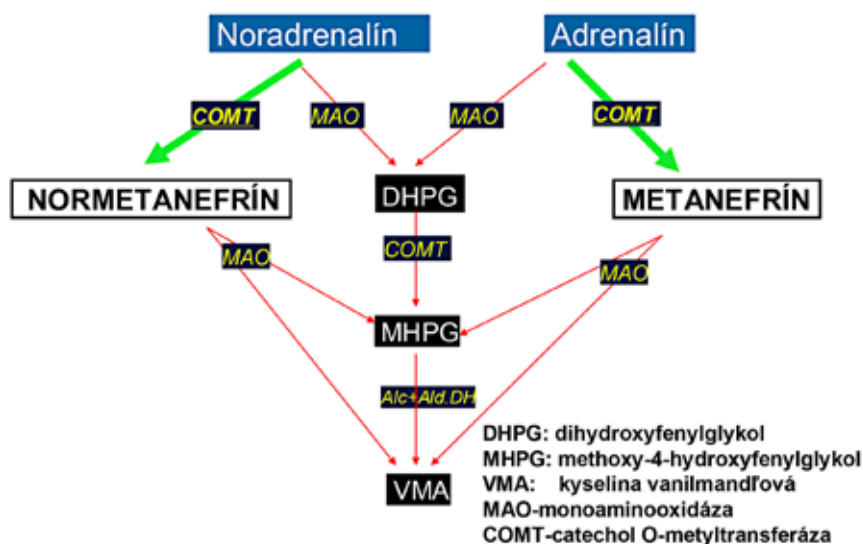 Noradrenalín Adrenalín
COMT MAO MAO COMT
NORMETANEFRÍN DHPG METANEFRÍN
MAO COMT MAO
MHPG
Alc+Ald.DH
VMA
DHPG: dihydroxyfenylglykol
MHPG: methoxy-4-hydroxyfenylglykol
VMA: kyselina vanilmandľová
MAO-monoaminooxidáza
COMT-catechol O-metyltransferáza